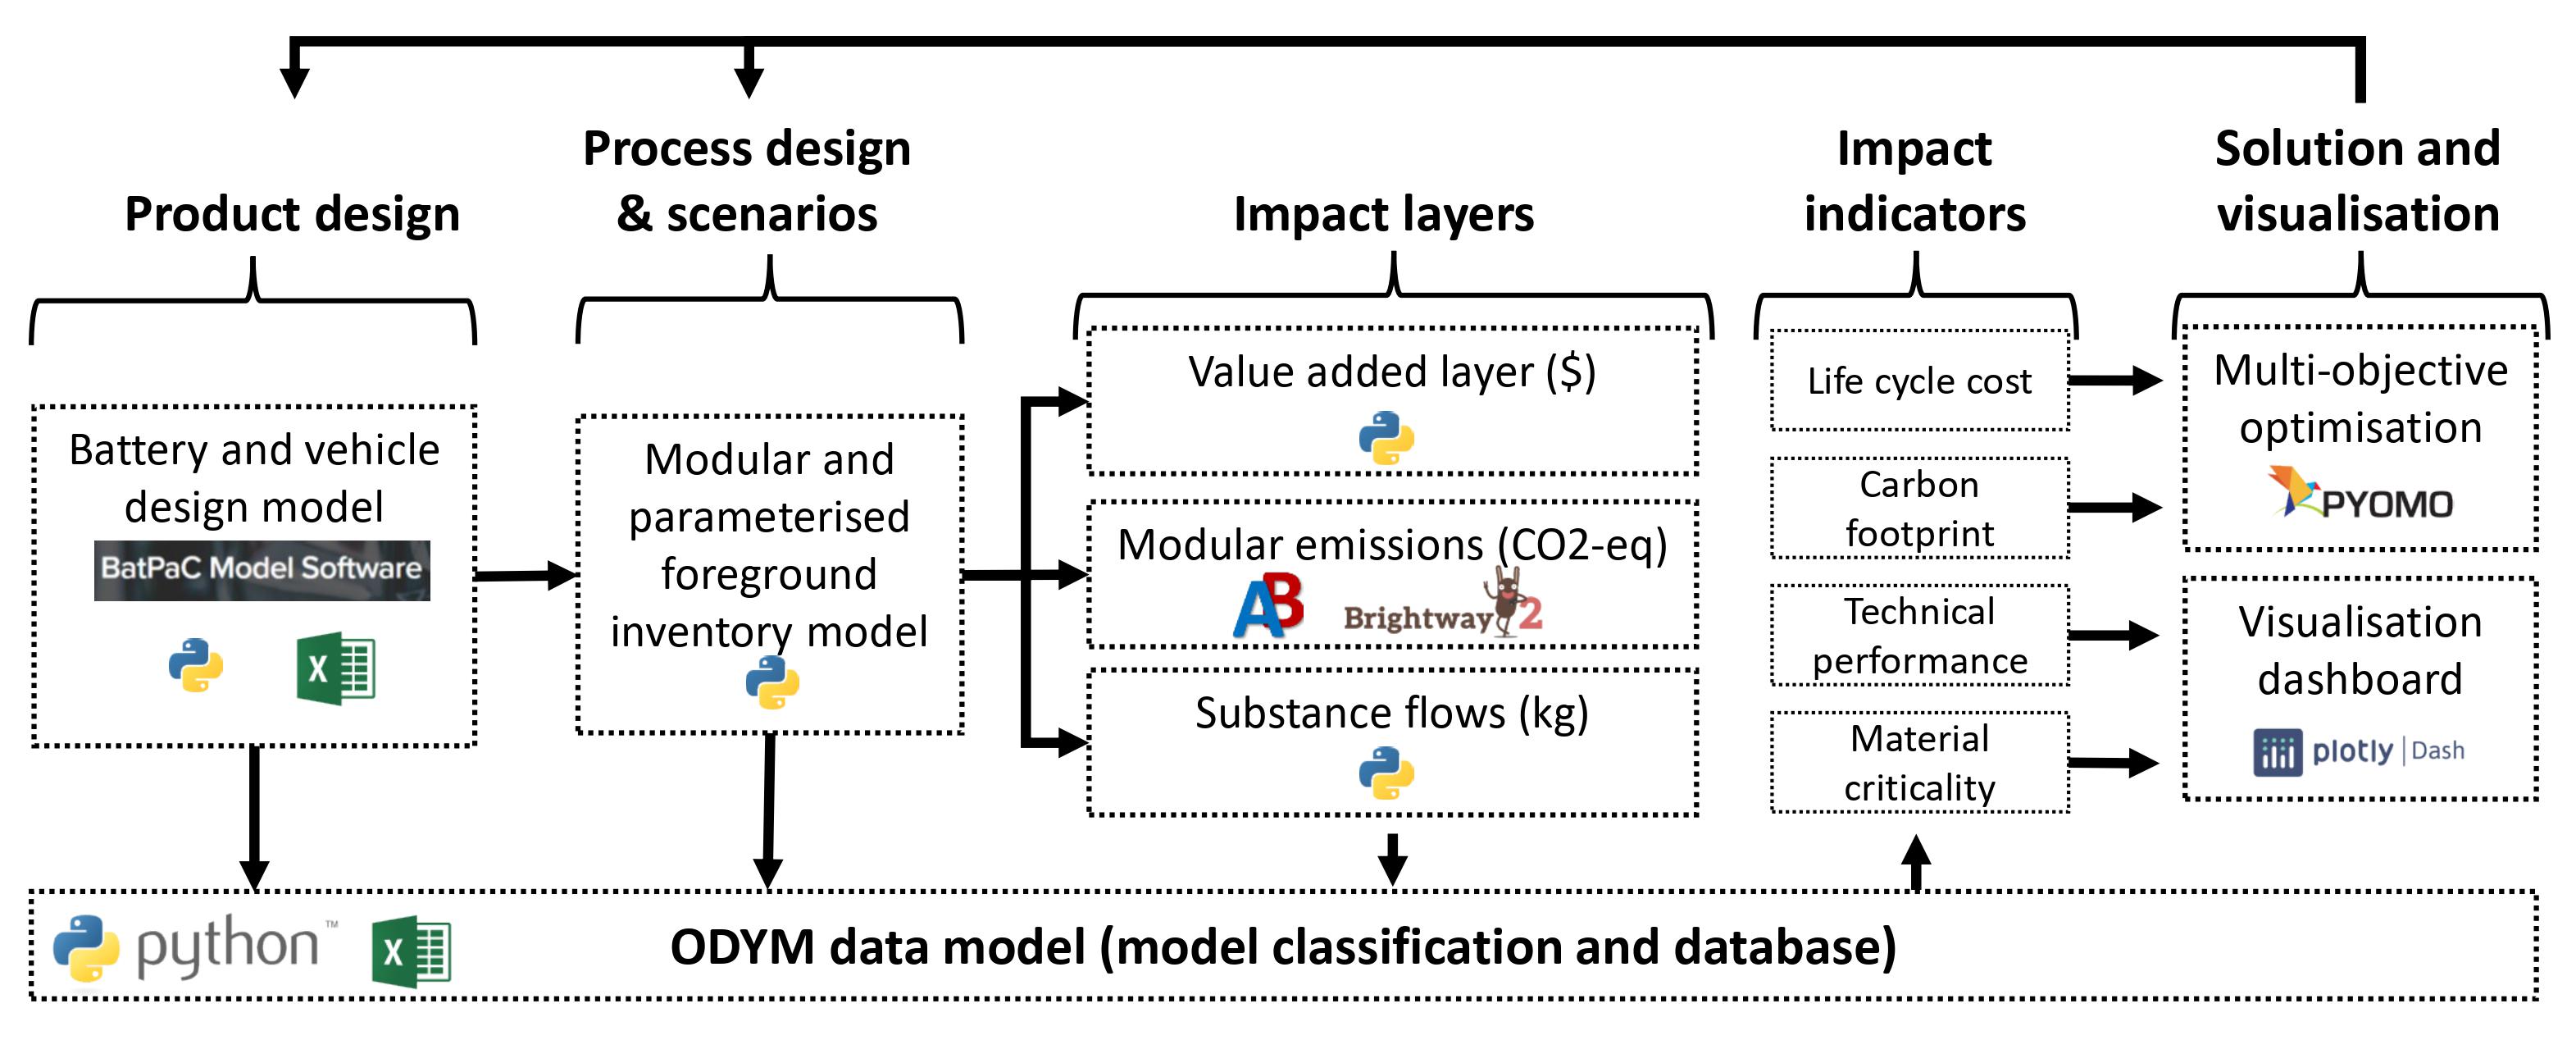 Product design
Process design
& scenarios
Impact layers
Impact
indicators
Solution and
visualisation
Battery and vehicle
design model
BatPaC Model Software
X
Modular and
parameterised
foreground
inventory model
Value added layer ($)
Modular emissions (CO2-eq)
AB
Brightway2
Substance flows (kg)
Life cycle cost
Carbon
footprint
Technical
performance
Material
criticality
Multi-objective
optimisation
PYOMO
Visualisation
dashboard
plotly | Dash
python™
X
ODYM data model (model classification and database)